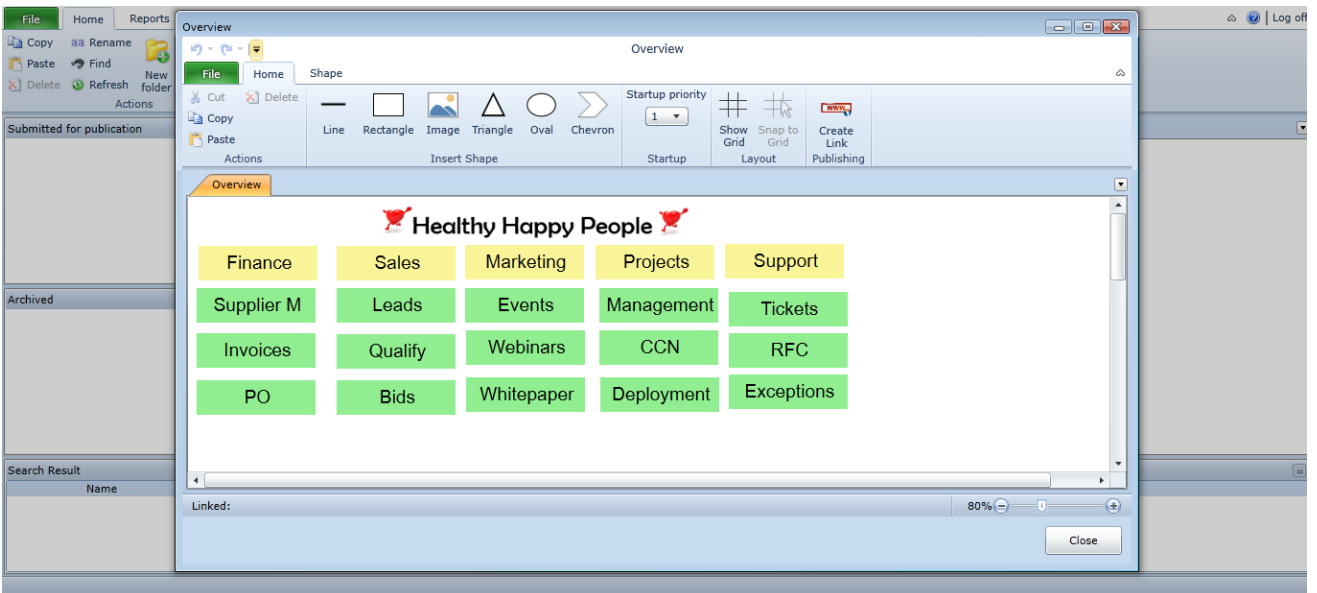 File Home Reports
Copy aa Rename
Paste Find
Delete Refresh
New folder
Actions
Submitted for publication
Archived
Search Result
Name
Log off
Overview
Overview
File Home Shape
Cut Delete
Copy
Paste
Actions
Line Rectangle Image Triangle Oval Chevron
Insert Shape
Startup priority
1
Startup
Show Grid Snap to Grid
Layout
WWW
Create Link
Publishing
Overview
Healthy Happy People
Finance Sales Marketing Projects Support
Supplier M Leads Events Management Tickets
Invoices Qualify Webinars CCN RFC
PO Bids Whitepaper Deployment Exceptions
Linked: 80%
Close